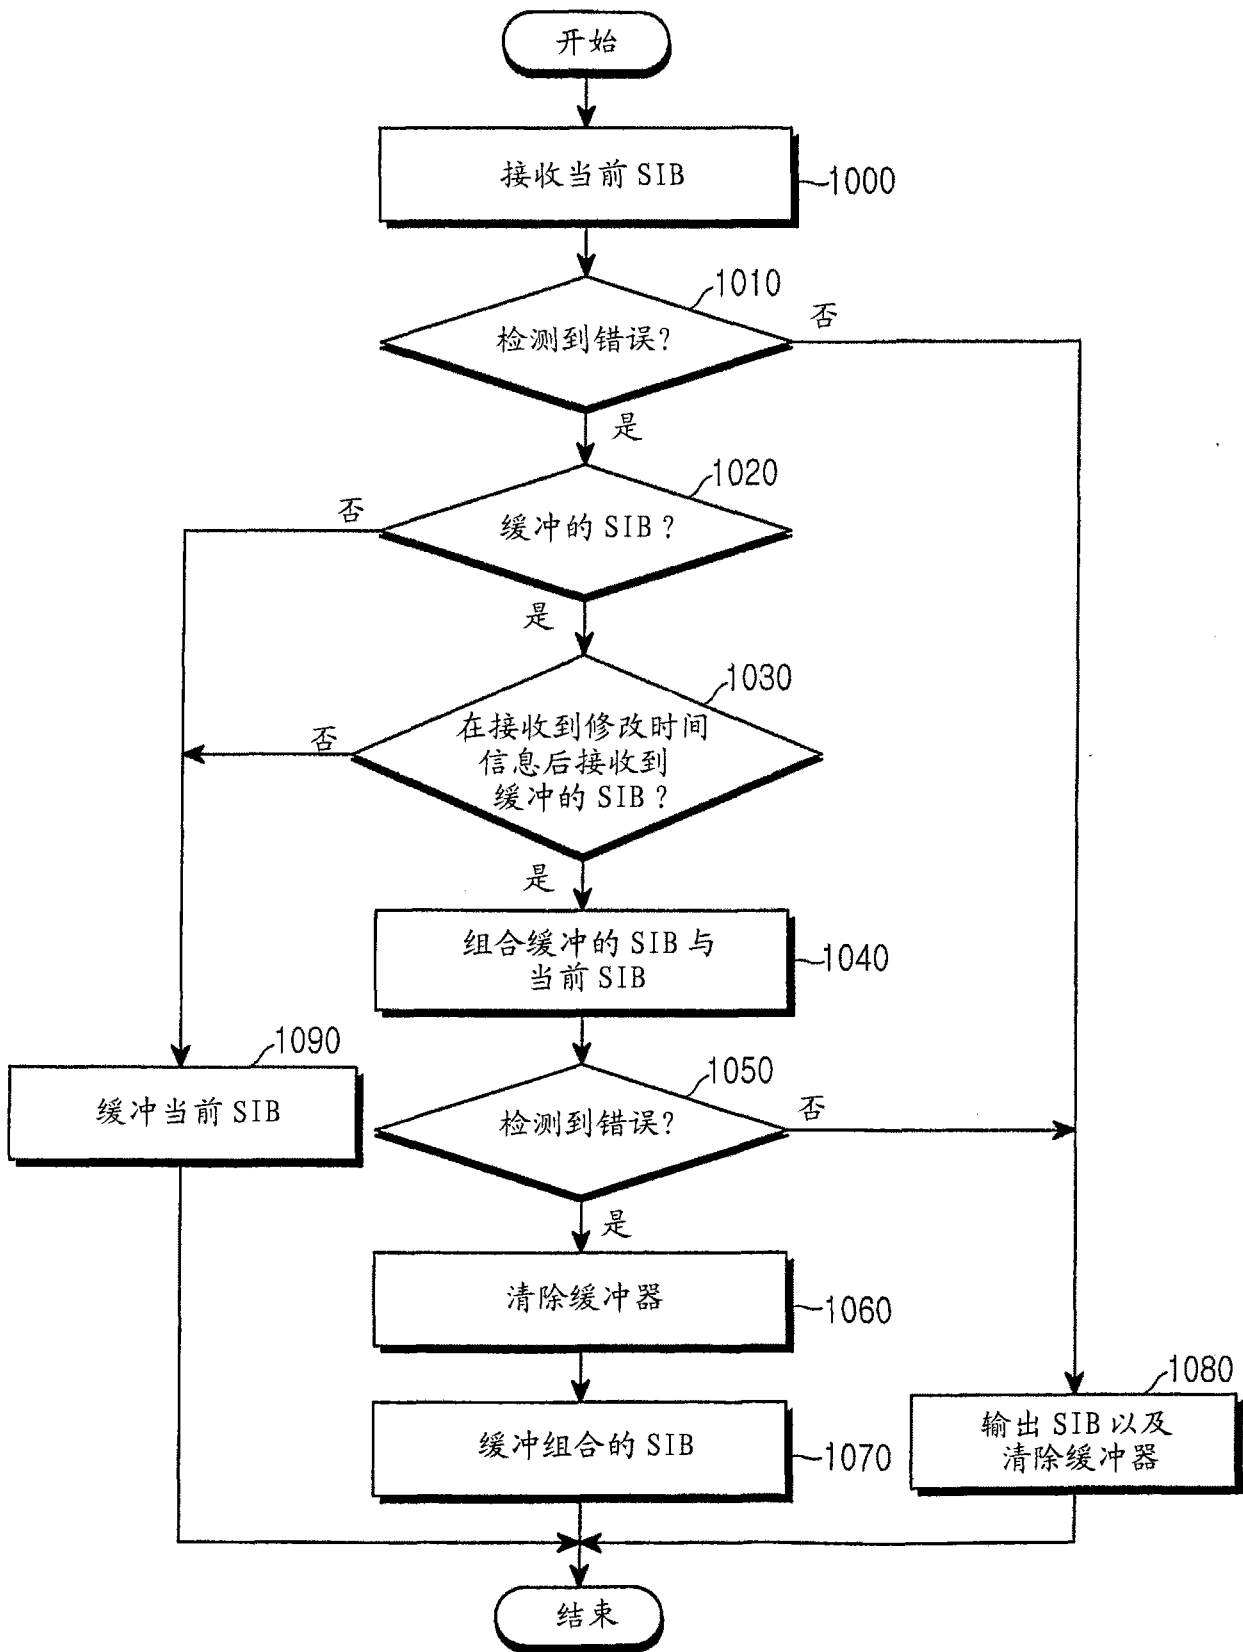 开始
接收当前 SIB
1000
1010
检测到错误?
否
是
1020
缓冲的 SIB?
否
是
1030
在接收到修改时间
信息后接收到
缓冲的 SIB?
否
是
组合缓冲的 SIB 与
当前 SIB
1040
1090
缓冲当前 SIB
1050
检测到错误?
否
是
清除缓冲器
1060
缓冲组合的 SIB
1070
1080
输出 SIB 以及
清除缓冲器
结束